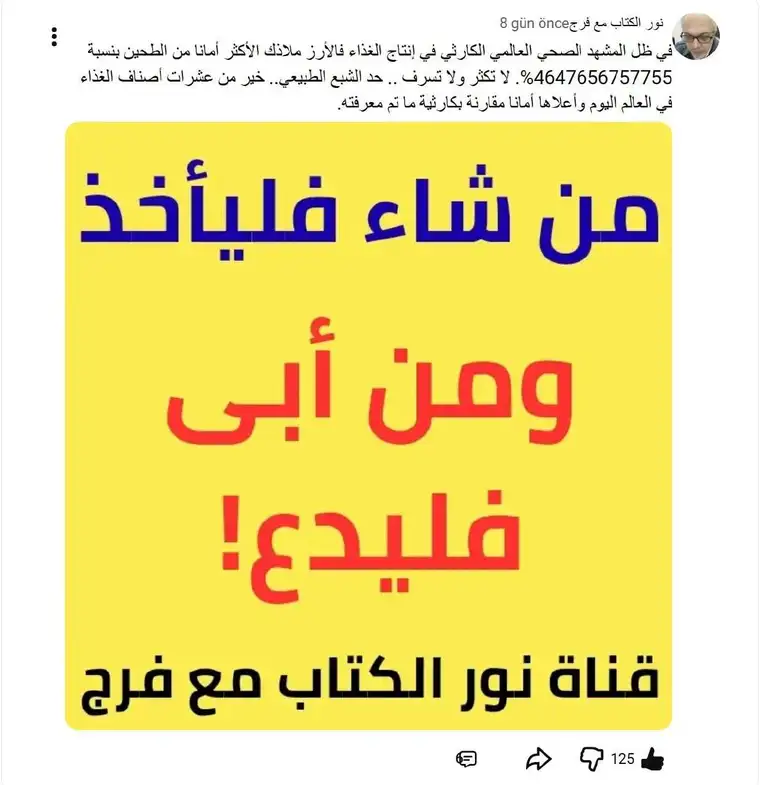 نور الكتاب مع فرج8 gün önce
في ظل المشهد الصحي العالمي الكارثي في إنتاج الغذاء فالأرز ملاذك الأكثر أمانا من الطحين بنسبة
4647656757755%. لا تكثر ولا تسرف .. حد الشبع الطبيعي.. خير من عشرات أصناف الغذاء
في العالم اليوم وأعلاها أمانا مقارنة بكارثية ما تم معرفته.
من شاء فليأخذ
ومن أبى
فليدع!
قناة نور الكتاب مع فرج
125